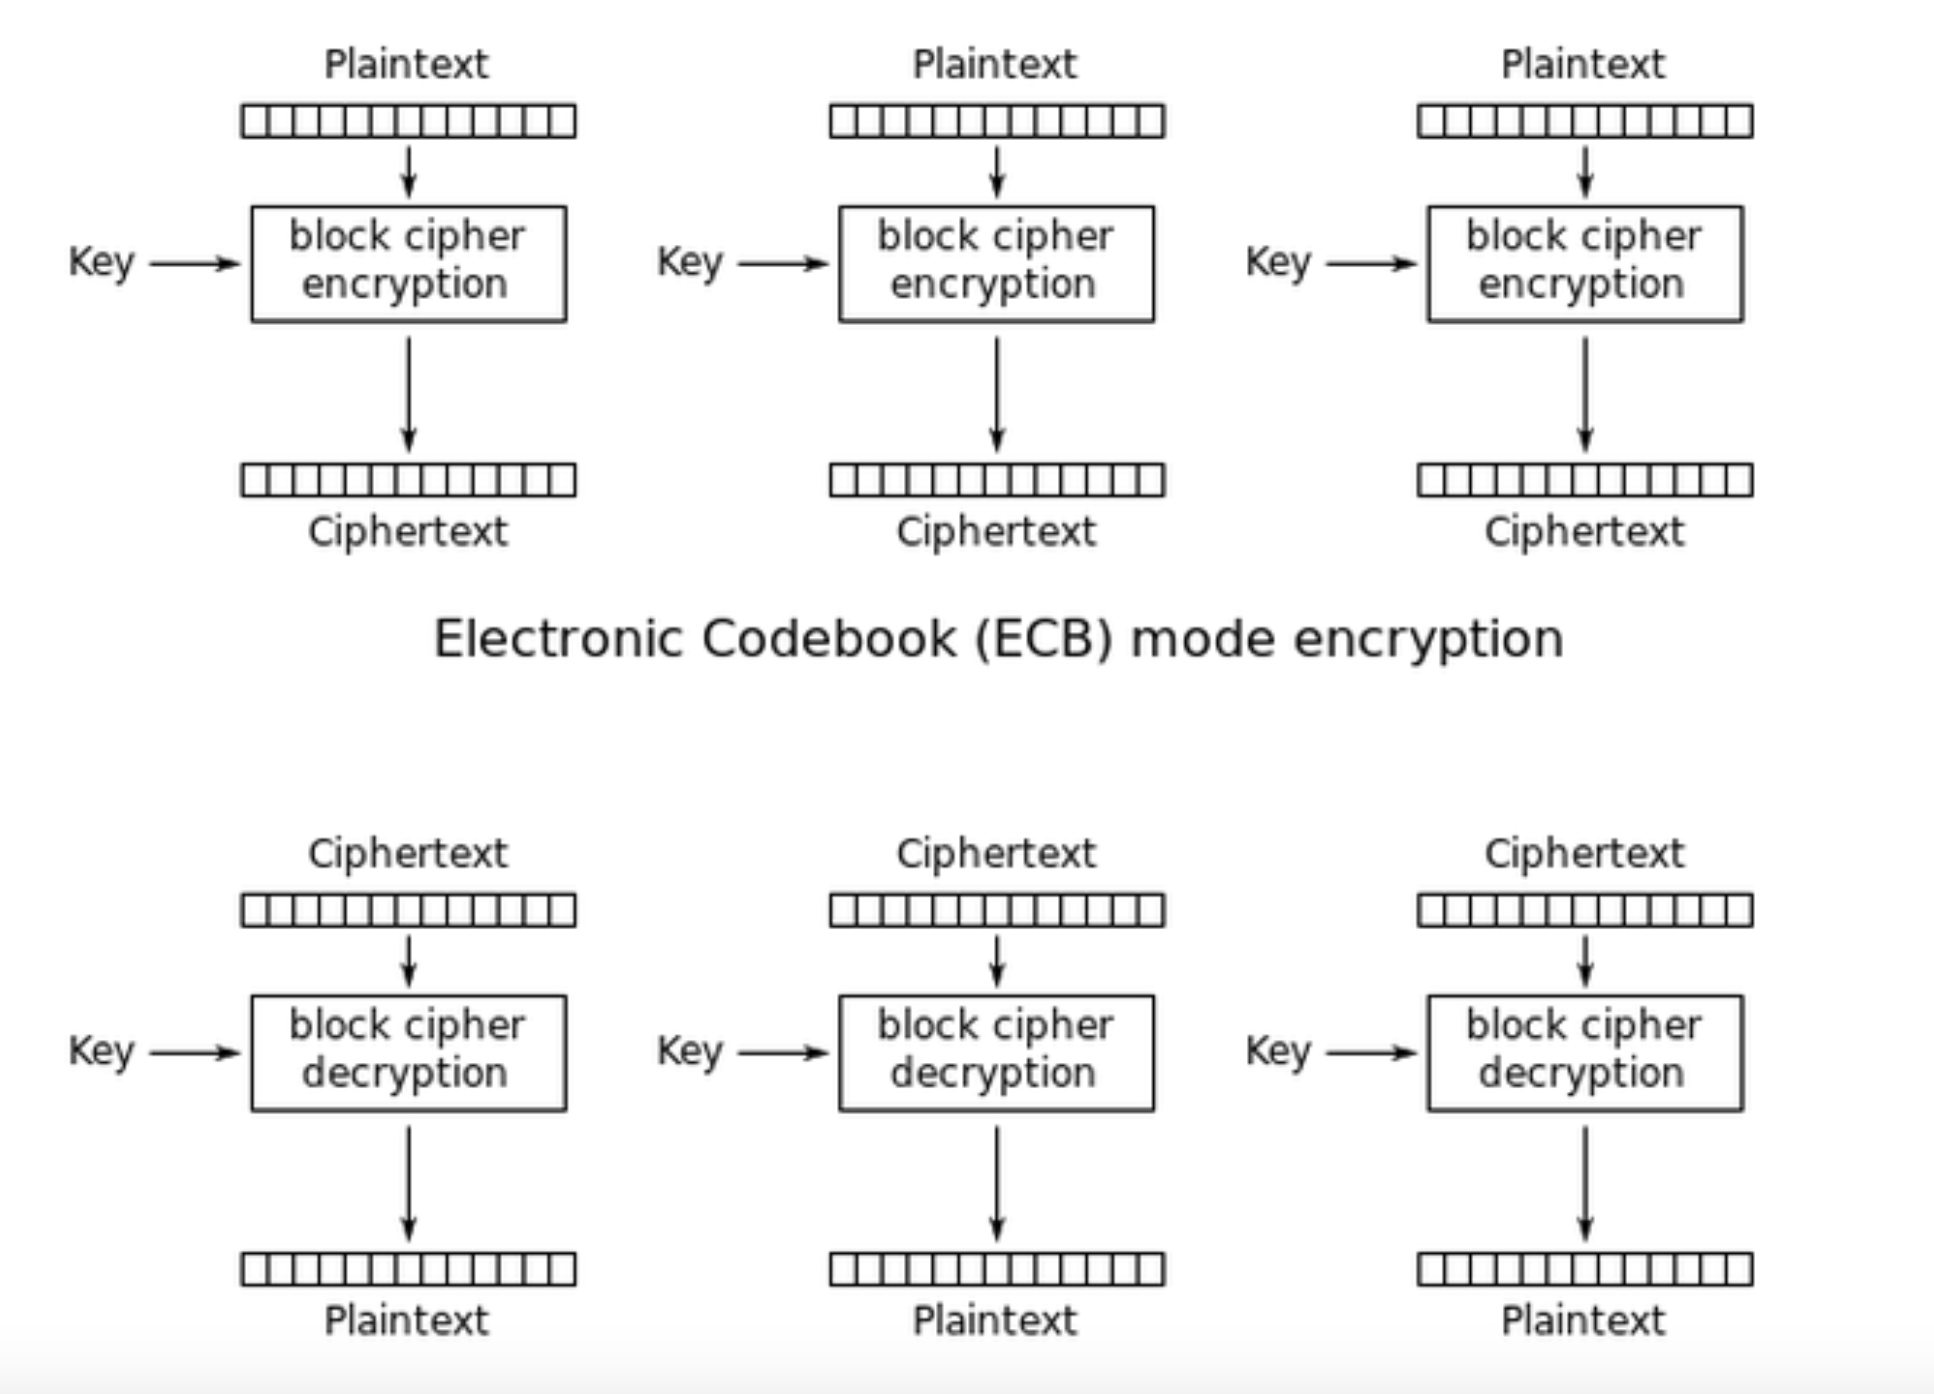 Plaintext Plaintext Plaintext
Key block cipher encryption Key block cipher encryption Key block cipher encryption
Ciphertext Ciphertext Ciphertext
Electronic Codebook (ECB) mode encryption
Ciphertext Ciphertext Ciphertext
Key block cipher decryption Key block cipher decryption Key block cipher decryption
Plaintext Plaintext Plaintext